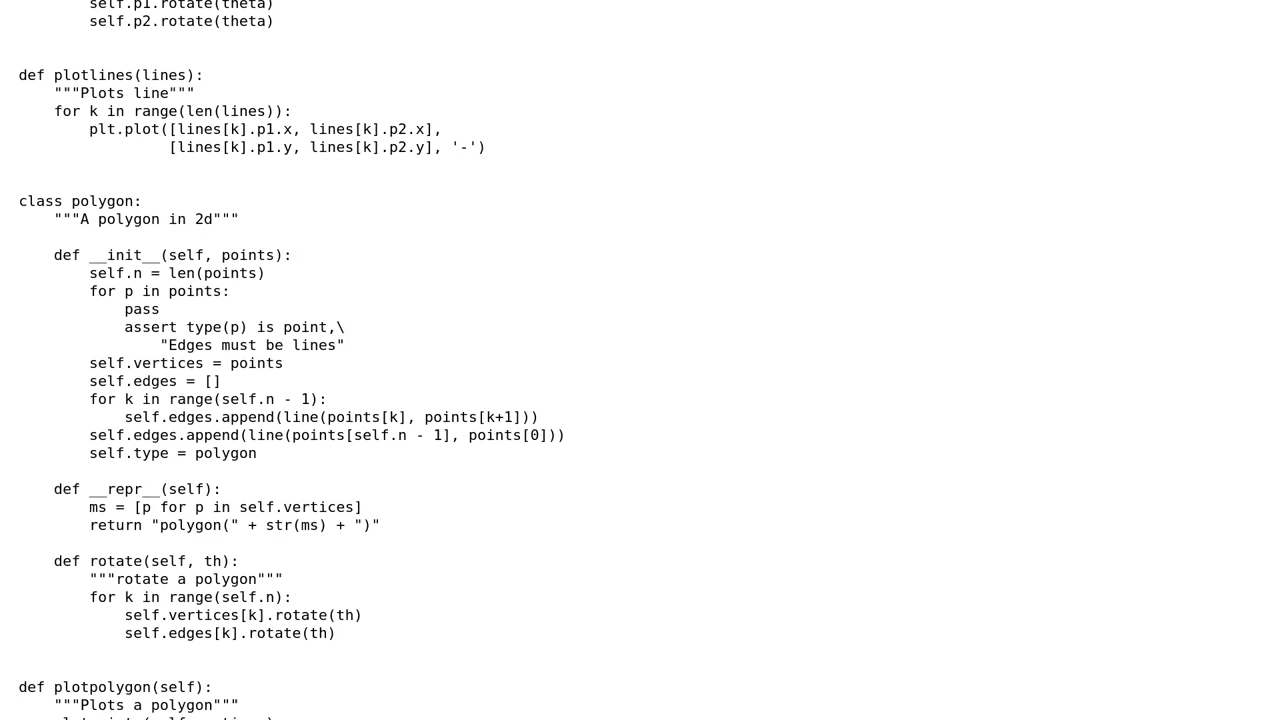 self.p1.rotate(theta)
        self.p2.rotate(theta)


def plotlines(lines):
    """Plots line"""
    for k in range(len(lines)):
        plt.plot([lines[k].p1.x, lines[k].p2.x],
                 [lines[k].p1.y, lines[k].p2.y], '-')


class polygon:
    """A polygon in 2d"""

    def __init__(self, points):
        self.n = len(points)
        for p in points:
            pass
            assert type(p) is point,\
                "Edges must be lines"
        self.vertices = points
        self.edges = []
        for k in range(self.n - 1):
            self.edges.append(line(points[k], points[k+1]))
        self.edges.append(line(points[self.n - 1], points[0]))
        self.type = polygon

    def __repr__(self):
        ms = [p for p in self.vertices]
        return "polygon(" + str(ms) + ")"

    def rotate(self, th):
        """rotate a polygon"""
        for k in range(self.n):
            self.vertices[k].rotate(th)
            self.edges[k].rotate(th)


def plotpolygon(self):
    """Plots a polygon"""